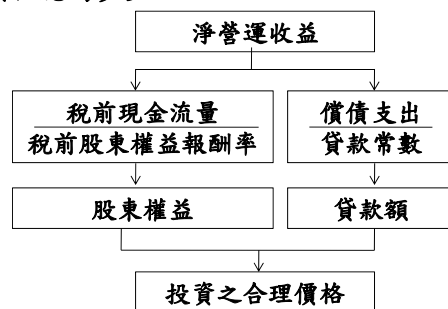 淨營運收益
稅前現金流量
稅前股東權益報酬率
償債支出
貸款常數
股東權益
貸款額
投資之合理價格